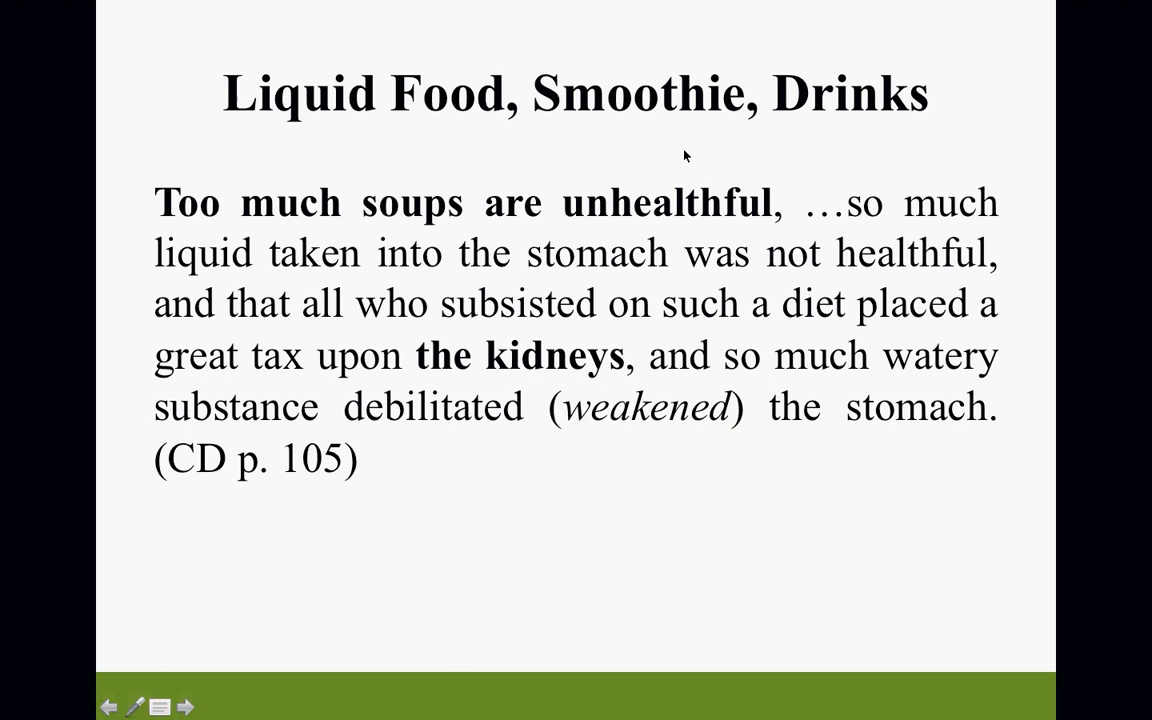 Liquid Food, Smoothie, Drinks
Too much soups are unhealthful, …so much
liquid taken into the stomach was not healthful,
and that all who subsisted on such a diet placed a
great tax upon the kidneys, and so much watery
substance debilitated (weakened) the stomach.
(CD p. 105)